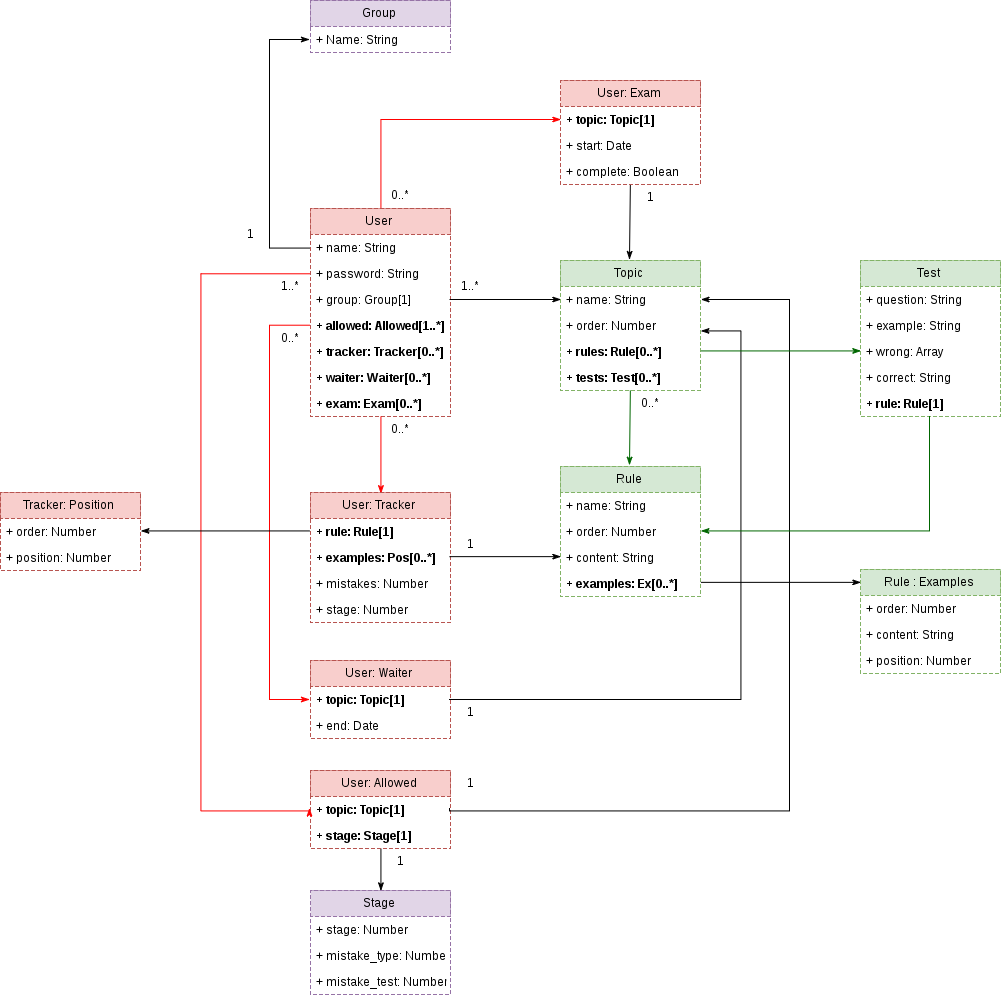 Group
+ Name: String
User: Exam
+ topic: Topic[1]
+ start: Date
+ complete: Boolean
0..*
1
User
+ name: String
+ password: String
+ group: Group[1]
+ allowed: Allowed[1..*]
+ tracker: Tracker[0..*]
+ waiter: Waiter[0..*]
+ exam: Exam[0..*]
1
1..*
0..*
1..*
0..*
Topic
+ name: String
+ order: Number
+ rules: Rule[0..*]
+ tests: Test[0..*]
0..*
Test
+ question: String
+ example: String
+ wrong: Array
+ correct: String
+ rule: Rule[1]
Tracker: Position
+ order: Number
+ position: Number
User: Tracker
+ rule: Rule[1]
+ examples: Pos[0..*]
+ mistakes: Number
+ stage: Number
1
Rule
+ name: String
+ order: Number
+ content: String
+ examples: Ex[0..*]
Rule : Examples
+ order: Number
+ content: String
+ position: Number
User: Waiter
+ topic: Topic[1]
+ end: Date
1
User: Allowed
+ topic: Topic[1]
+ stage: Stage[1]
1
1
Stage
+ stage: Number
+ mistake_type: Numbe
+ mistake_test: Number